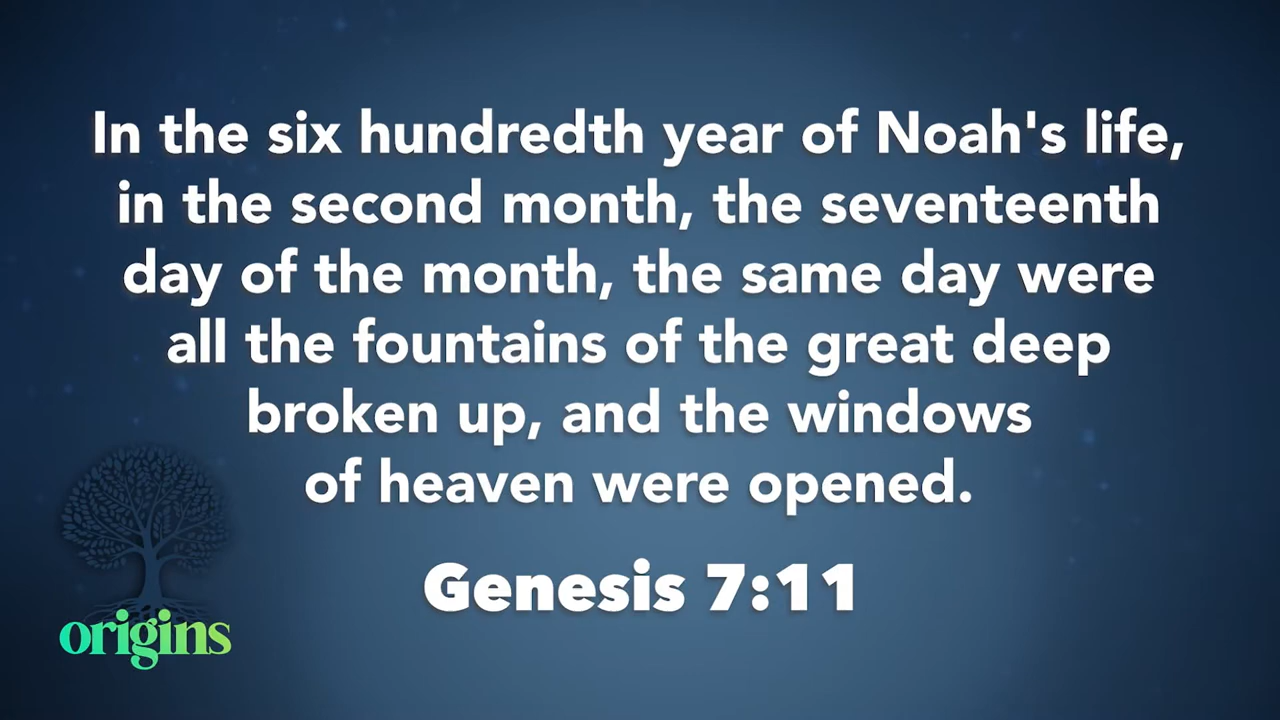 In the six hundredth year of Noah's life,
in the second month, the seventeenth
day of the month, the same day were
all the fountains of the great deep
broken up, and the windows
of heaven were opened.
Genesis 7:11
origins